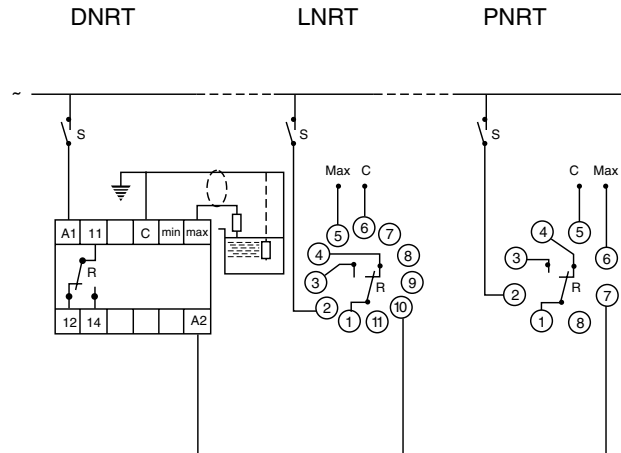 DNRT LNRT PNRT
~
S S S
Max C C Max
A1 11 C min max
5 6 7 4 5
4 8 3 6
R 3 R 9 R
2 10 2 7
12 14 A2 1 11 1 8